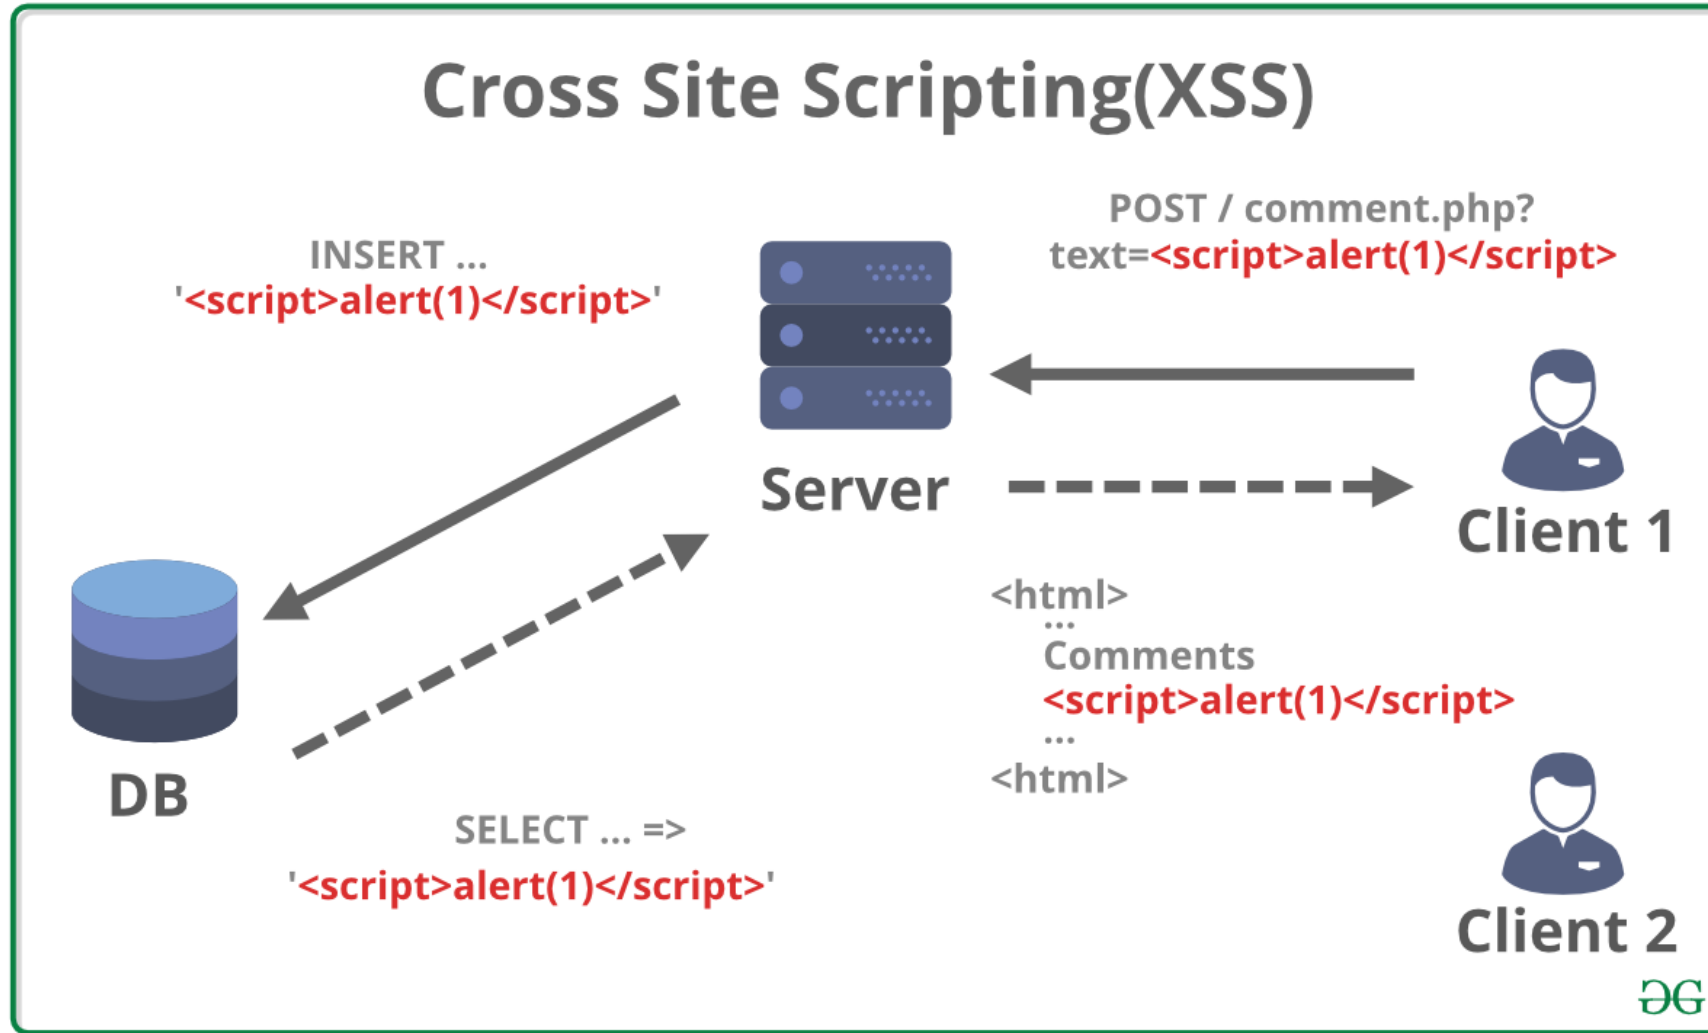 Cross Site Scripting(XSS)
POST / comment.php?
text=<script>alert(1)</script>
INSERT ...
'<script>alert(1)</script>'
Server
Client 1
<html>
...
Comments
<script>alert(1)</script>
...
<html>
DB
SELECT ... =>
'<script>alert(1)</script>'
Client 2